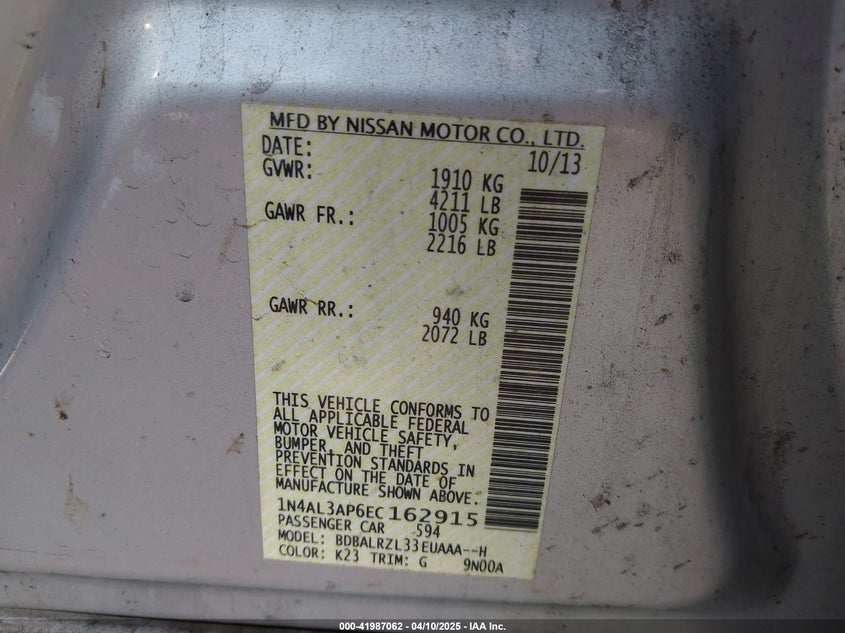 MFD BY NISSAN MOTOR CO., LTD.
DATE: 10/13
GVWR: 1910 KG
4211 LB
GAWR FR.: 1005 KG
2216 LB
GAWR RR.: 940 KG
2072 LB
THIS VEHICLE CONFORMS TO
ALL APPLICABLE FEDERAL
MOTOR VEHICLE SAFETY,
BUMPER, AND THEFT
PREVENTION STANDARDS IN
EFFECT ON THE DATE OF
MANUFACTURE SHOWN ABOVE.
1N4AL3AP6EC162915
PASSENGER CAR 594
MODEL: BDBALRZL33EUAAA--H
COLOR: K23 TRIM: G 9N00A
000-41987062 - 04/10/2025 - IAA Inc.